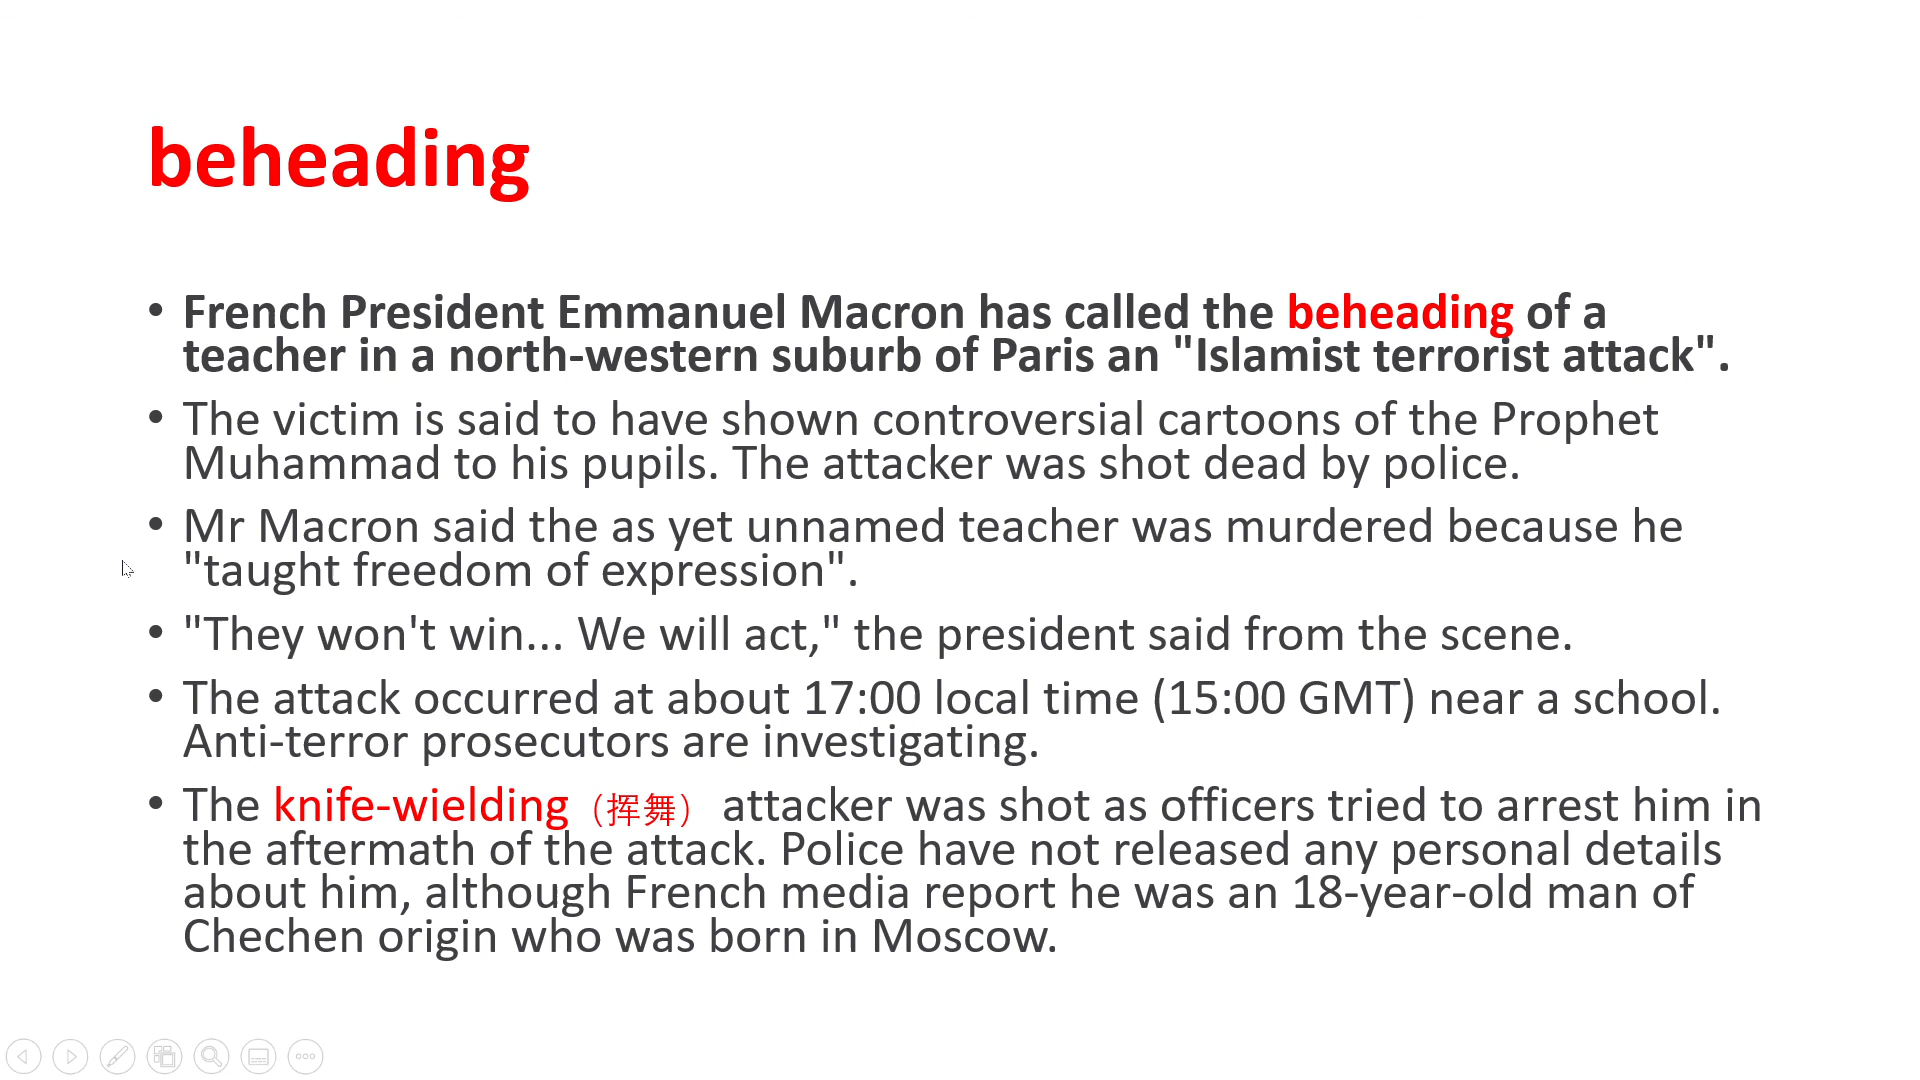 beheading
• French President Emmanuel Macron has called the beheading of a
teacher in a north-western suburb of Paris an "Islamist terrorist attack".
• The victim is said to have shown controversial cartoons of the Prophet
Muhammad to his pupils. The attacker was shot dead by police.
• Mr Macron said the as yet unnamed teacher was murdered because he
"taught freedom of expression".
• "They won't win... We will act," the president said from the scene.
• The attack occurred at about 17:00 local time (15:00 GMT) near a school.
Anti-terror prosecutors are investigating.
• The knife-wielding（挥舞） attacker was shot as officers tried to arrest him in
the aftermath of the attack. Police have not released any personal details
about him, although French media report he was an 18-year-old man of
Chechen origin who was born in Moscow.